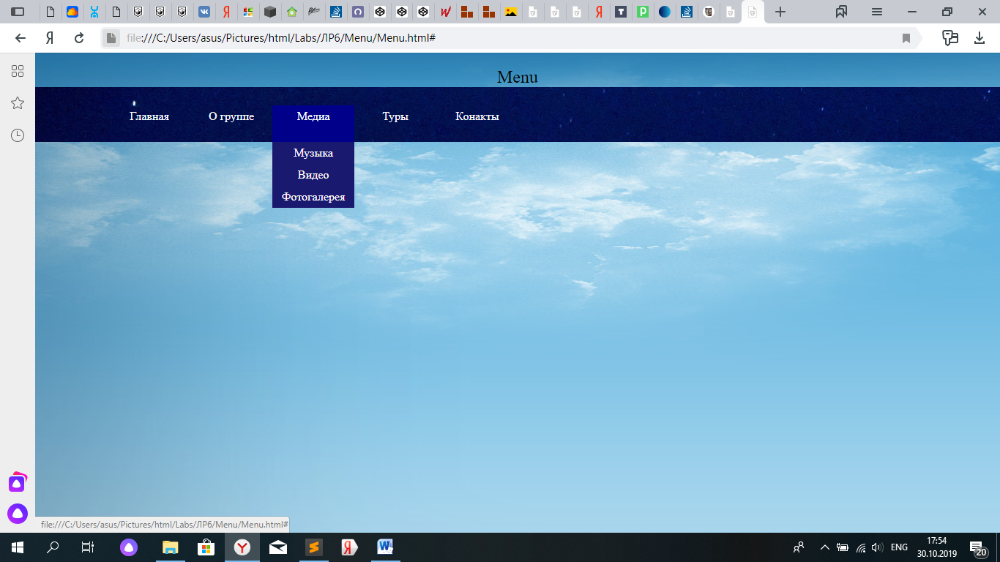 file:///C:/Users/asus/Pictures/html/Labs/ЛР6/Menu/Menu.html#
Menu
Главная О группе Медиа Туры Конакты
Музыка
Видео
Фотогалерея
file:///C:/Users/asus/Pictures/html/Labs/ЛР6/Menu/Menu.html#
ENG
17:54
30.10.2019
20